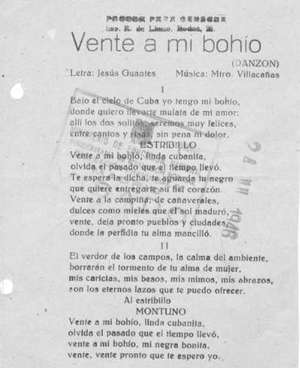 PRUEBA PARA CENSURA
Vente a mi bohío
(DANZON)
Letra: Jesús Guantes Música: Mtro. Villacañas
I
Bajo el cielo de Cuba yo tengo mi bohío,
donde quiero llevarte mulata de mi amor,
allí los dos solitos seremos muy felices,
entre cantos y risas, sin pena ni dolor.
ESTRIBILLO
Vente a mi bohío, linda cubanita,
olvida el pasado que el tiempo llevó.
Te espera la dicha, te aguarda tu negro
que quiere entregarte su fiel corazón.
Vente a la campiña, de cañaverales,
dulces como mieles que el sol maduró,
vente, deja pronto pueblos y ciudades,
donde la perfidia tu alma mancilló.
II
El verdor de los campos, la calma del ambiente,
borrarán el tormento de tu alma de mujer,
mis caricias, mis besos, mis mimos, mis abrazos,
son los eternos lazos que te puedo ofrecer.
Al estribillo
MONTUNO
Vente a mi bohío, linda cubanita,
olvida el pasado que el tiempo llevó.
Vente a mi bohío, mi negra bonita,
vente, vente pronto que te espero yo.
1946